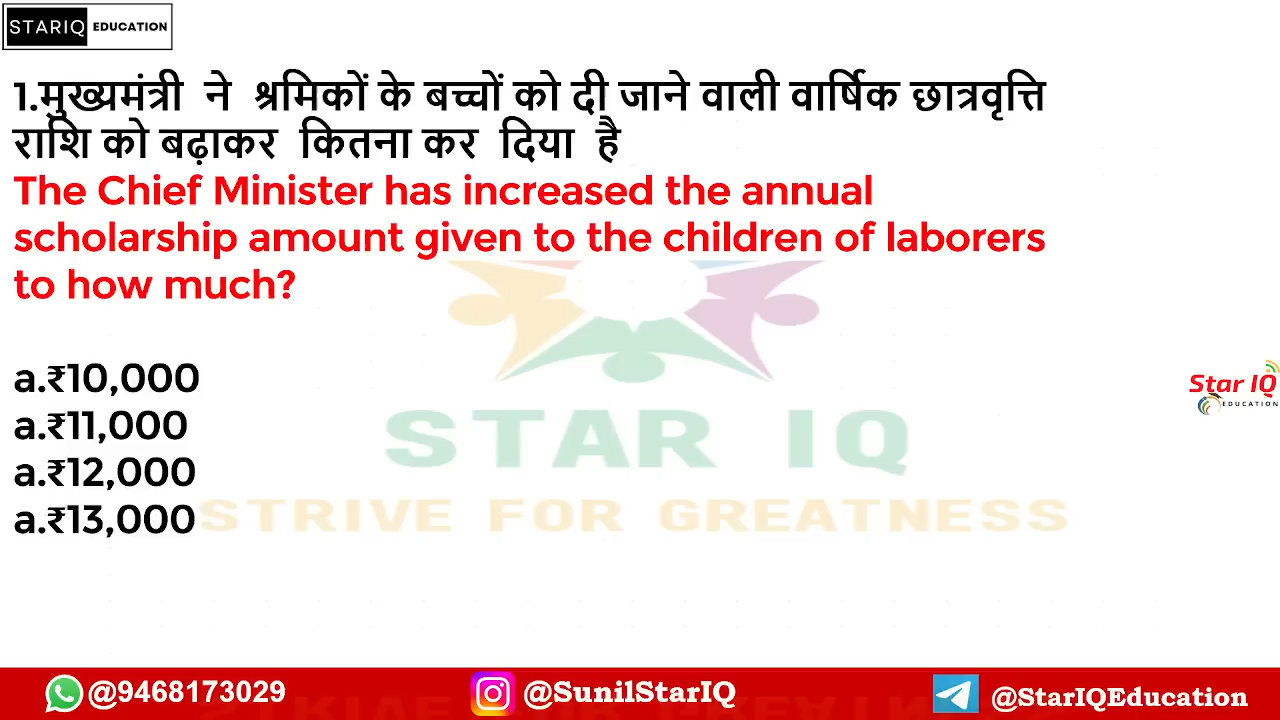 STARIQ EDUCATION
1.मुख्यमंत्री ने श्रमिकों के बच्चों को दी जाने वाली वार्षिक छात्रवृत्ति
राशि को बढ़ाकर कितना कर दिया है
The Chief Minister has increased the annual
scholarship amount given to the children of laborers
to how much?
a.₹10,000
a.₹11,000
a.₹12,000
a.₹13,000
STAR IQ
STRIVE FOR GREATNESS
Star IQ
EDUCATION
@9468173029
@SunilStarIQ
@StarIQEducation